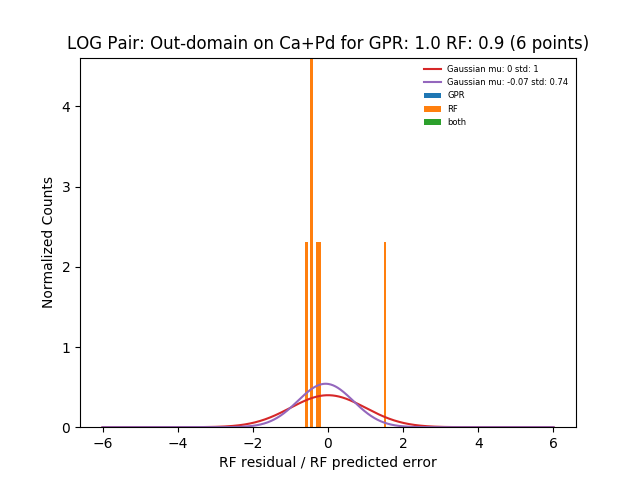 LOG Pair: Out-domain on Ca+Pd for GPR: 1.0 RF: 0.9 (6 points)
Gaussian mu: 0 std: 1
Gaussian mu: -0.07 std: 0.74
GPR
RF
both
Normalized Counts
4
3
2
1
0
−6 −4 −2 0 2 4 6
RF residual / RF predicted error